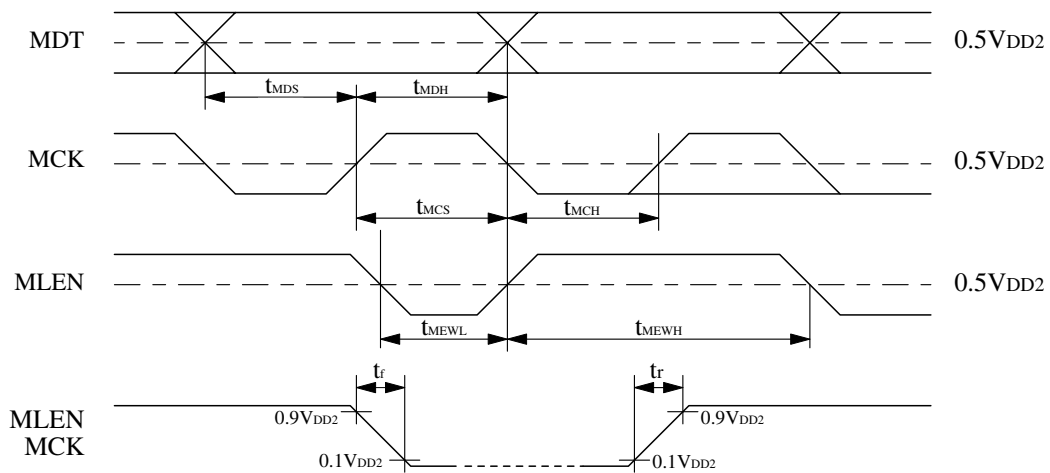 MDT
0.5VDD2
tMDS
tMDH
MCK
0.5VDD2
tMCS
tMCH
MLEN
0.5VDD2
tMEWL
tMEWH
tf
tr
MLEN
MCK
0.9VDD2
0.9VDD2
0.1VDD2
0.1VDD2